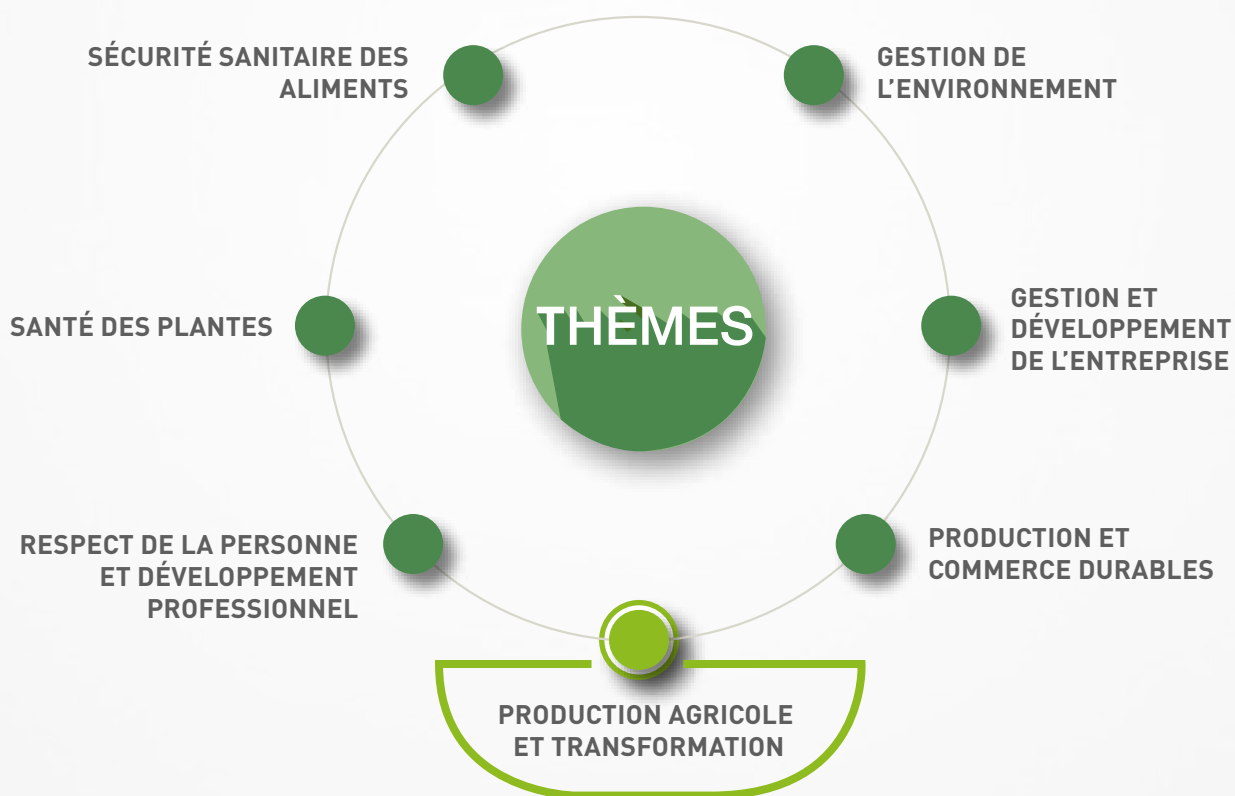 SÉCURITÉ SANITAIRE DES
ALIMENTS
GESTION DE
L’ENVIRONNEMENT
THÈMES
SANTÉ DES PLANTES
GESTION ET
DÉVELOPPEMENT
DE L’ENTREPRISE
RESPECT DE LA PERSONNE
ET DÉVELOPPEMENT
PROFESSIONNEL
PRODUCTION ET
COMMERCE DURABLES
PRODUCTION AGRICOLE
ET TRANSFORMATION